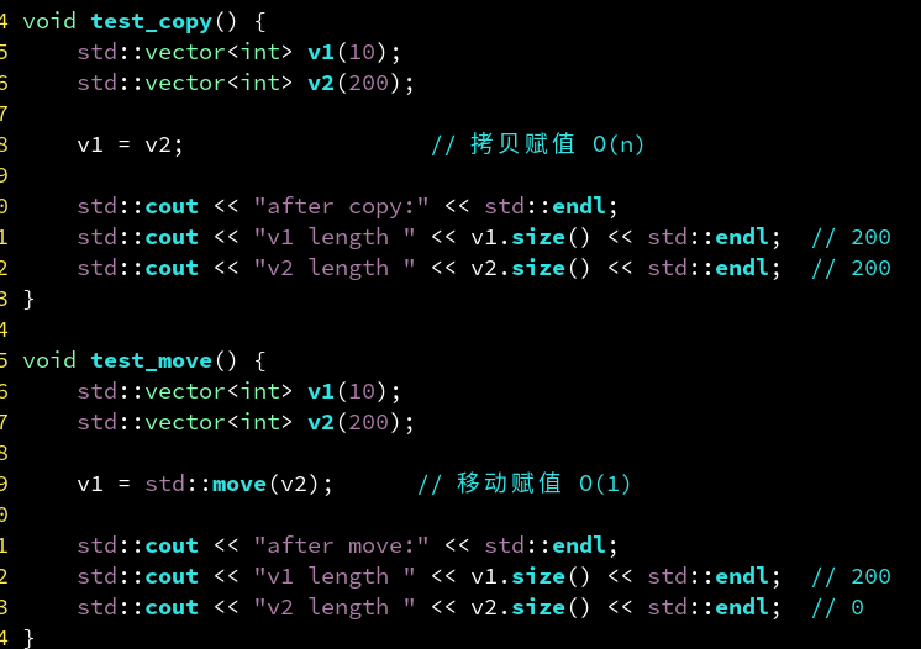 4 void test_copy() {
5     std::vector<int> v1(10);
6     std::vector<int> v2(200);
7
8     v1 = v2;                  // 拷贝赋值 O(n)
9
0     std::cout << "after copy:" << std::endl;
1     std::cout << "v1 length " << v1.size() << std::endl;  // 200
2     std::cout << "v2 length " << v2.size() << std::endl;  // 200
3 }
4
5 void test_move() {
6     std::vector<int> v1(10);
7     std::vector<int> v2(200);
8
9     v1 = std::move(v2);      // 移动赋值 O(1)
0
1     std::cout << "after move:" << std::endl;
2     std::cout << "v1 length " << v1.size() << std::endl;  // 200
3     std::cout << "v2 length " << v2.size() << std::endl;  // 0
4 }